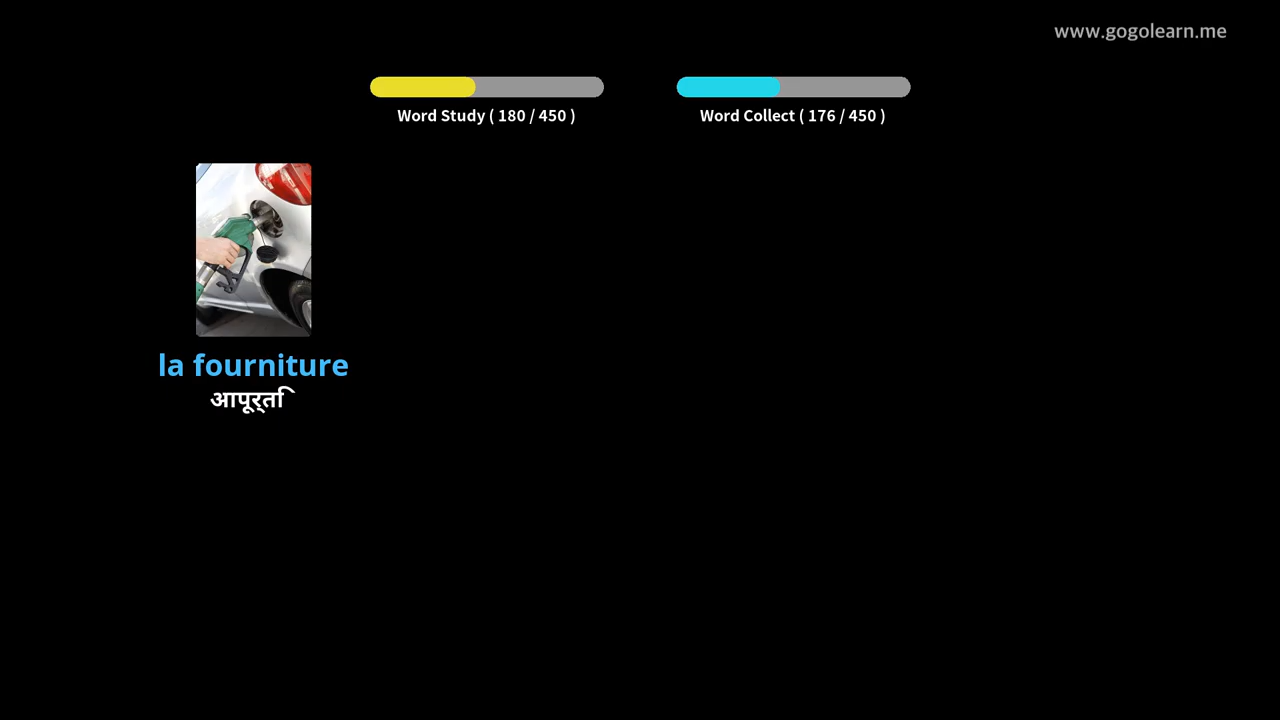 www.gogolearn.me
Word Study ( 180 / 450 )
Word Collect ( 176 / 450 )
la fourniture
आपूर्ति